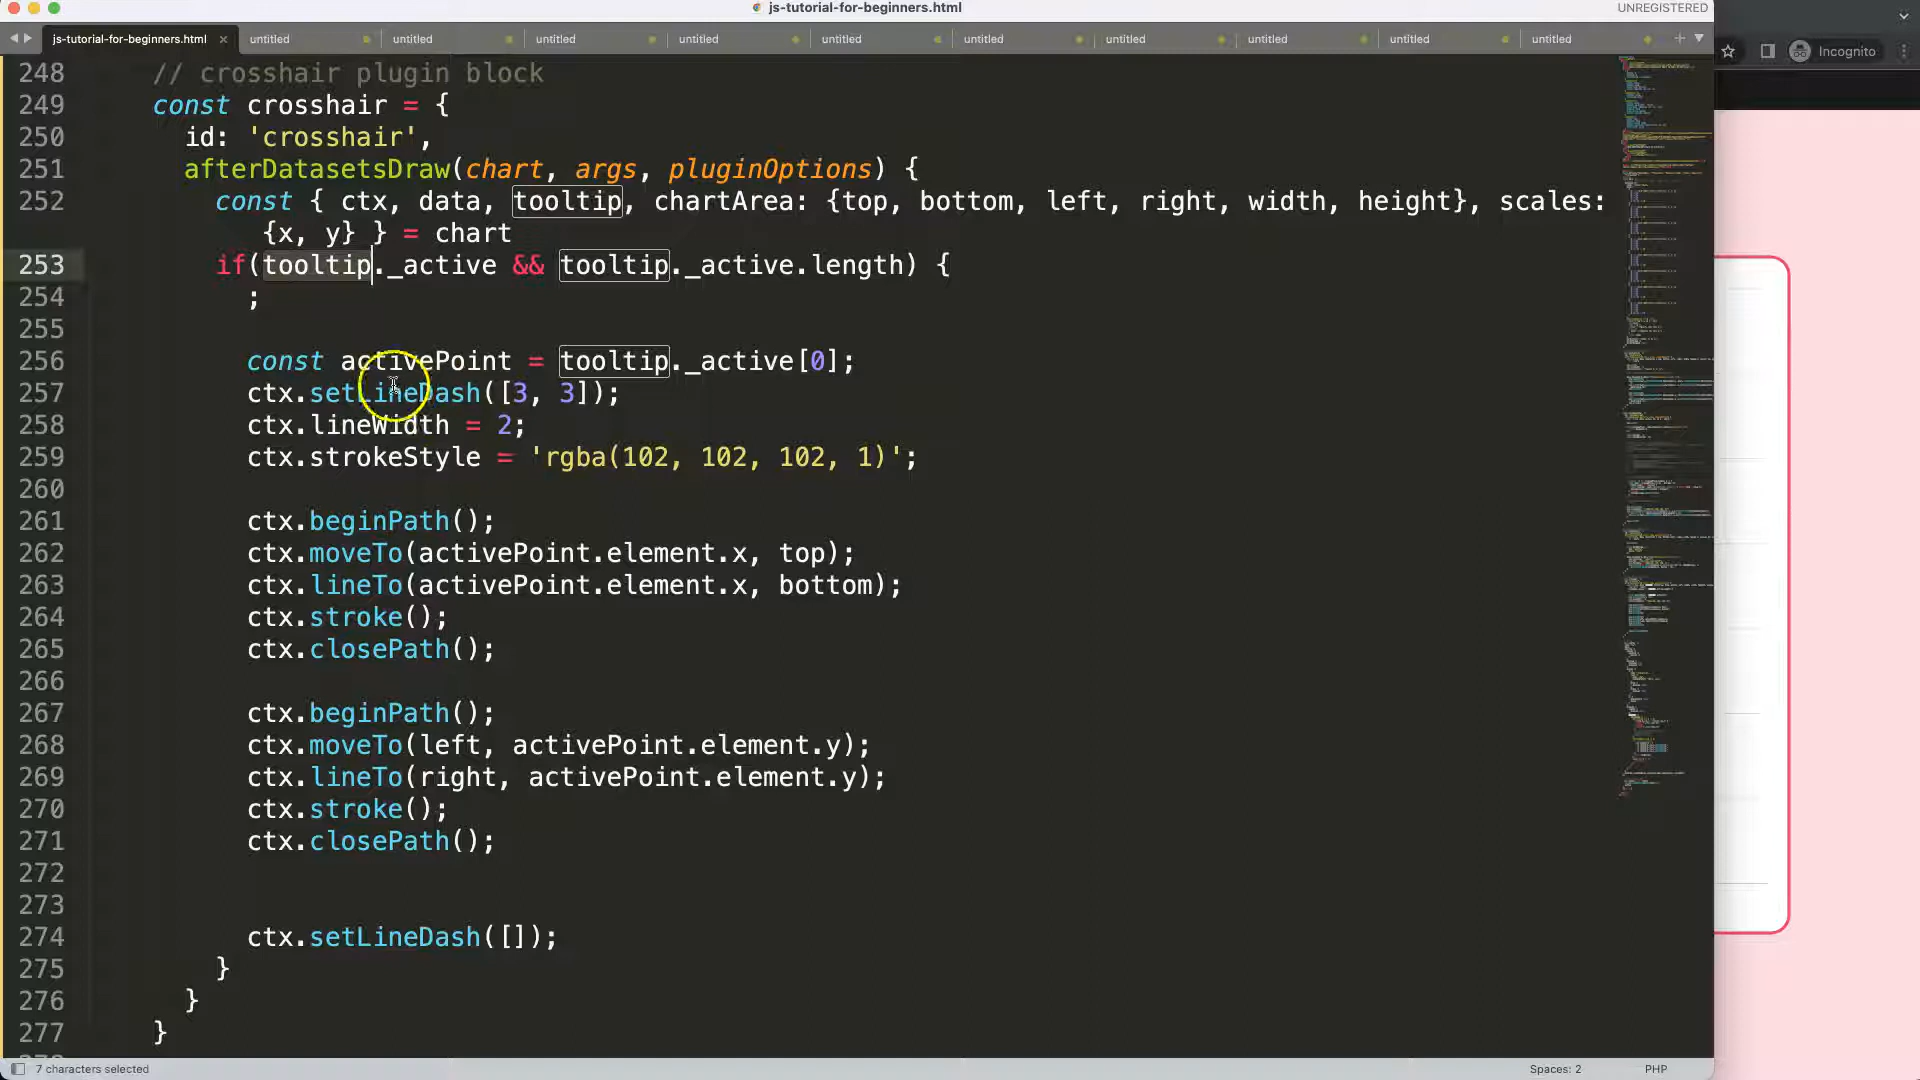 js-tutorial-for-beginners.html
UNREGISTERED
js-tutorial-for-beginners.html × untitled untitled untitled untitled untitled untitled untitled untitled untitled untitled
Incognito
248 // crosshair plugin block
249 const crosshair = {
250 id: 'crosshair',
251 afterDatasetsDraw(chart, args, pluginOptions) {
252 const { ctx, data, tooltip, chartArea: {top, bottom, left, right, width, height}, scales:
{x, y} } = chart
253 if(tooltip._active && tooltip._active.length) {
254 ;
255
256 const activePoint = tooltip._active[0];
257 ctx.setLineDash([3, 3]);
258 ctx.lineWidth = 2;
259 ctx.strokeStyle = 'rgba(102, 102, 102, 1)';
260
261 ctx.beginPath();
262 ctx.moveTo(activePoint.element.x, top);
263 ctx.lineTo(activePoint.element.x, bottom);
264 ctx.stroke();
265 ctx.closePath();
266
267 ctx.beginPath();
268 ctx.moveTo(left, activePoint.element.y);
269 ctx.lineTo(right, activePoint.element.y);
270 ctx.stroke();
271 ctx.closePath();
272
273
274 ctx.setLineDash([]);
275 }
276 }
277 }
7 characters selected
Spaces: 2
PHP